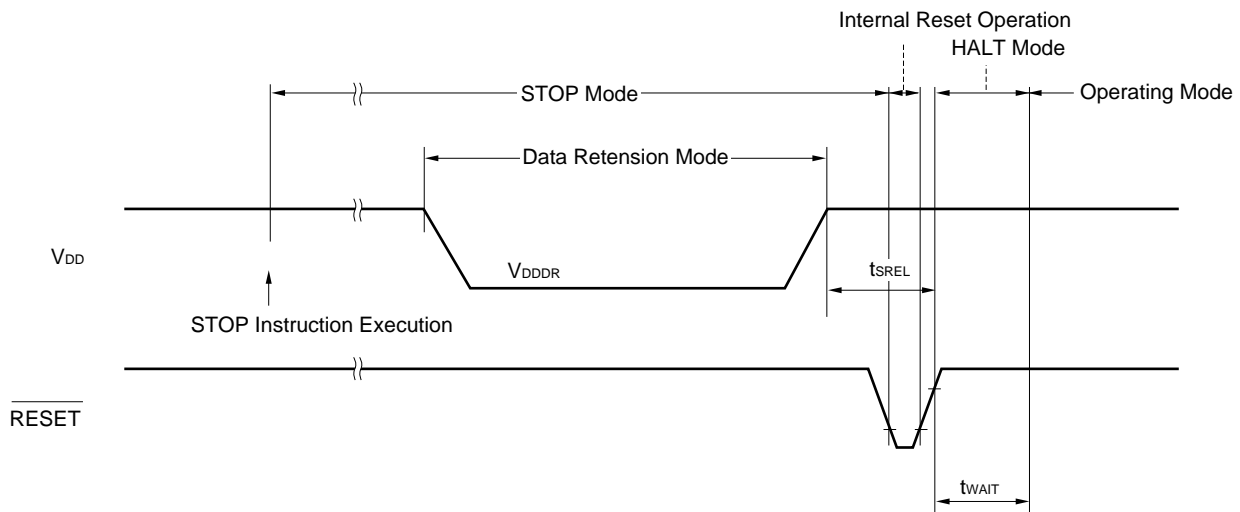 Internal Reset Operation
HALT Mode
STOP Mode
Operating Mode
Data Retension Mode
VDD
VDDDR
tSREL
STOP Instruction Execution
RESET
tWAIT